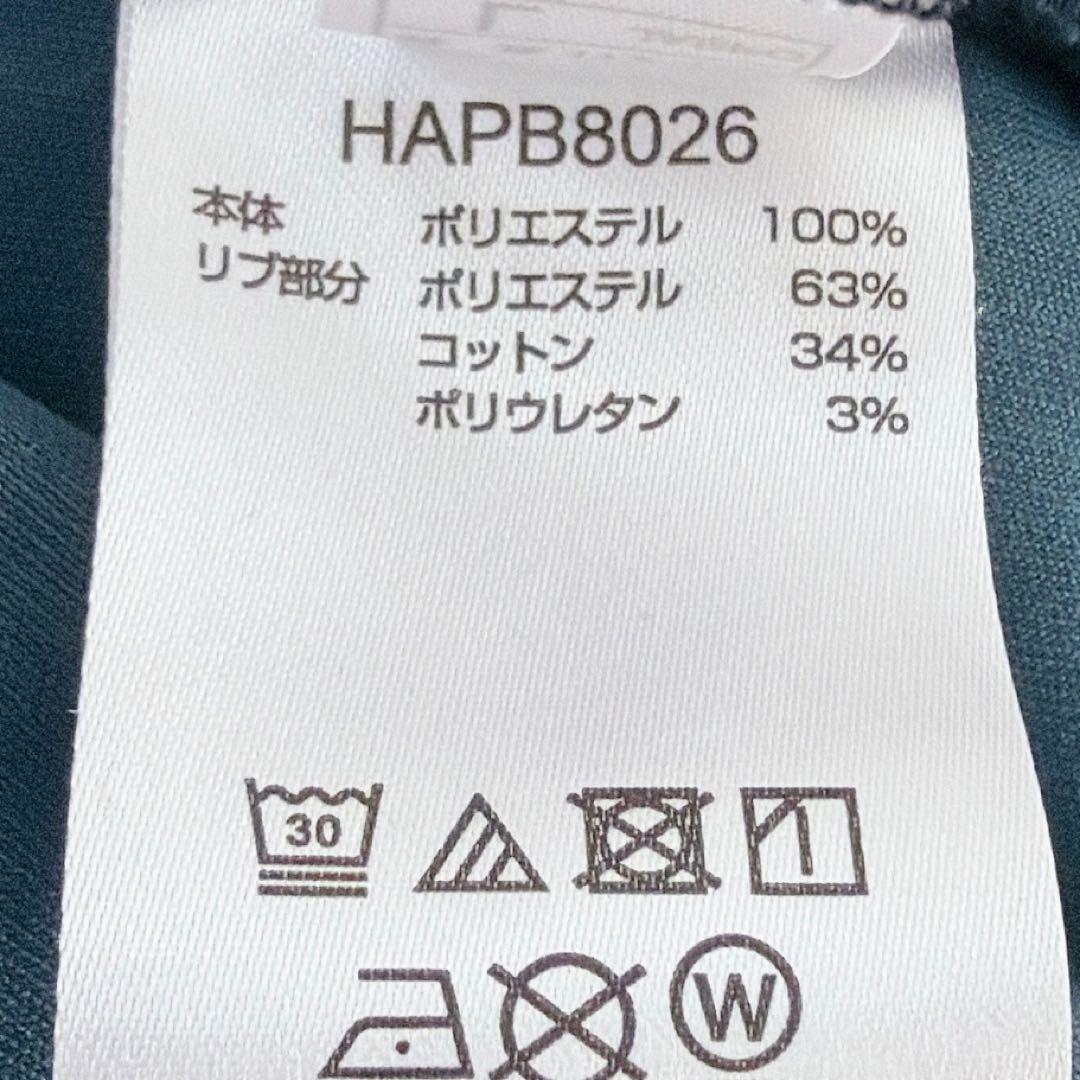 HAPB8026
本体 ポリエステル 100%
リブ部分 ポリエステル 63%
コットン 34%
ポリウレタン 3%
30
W